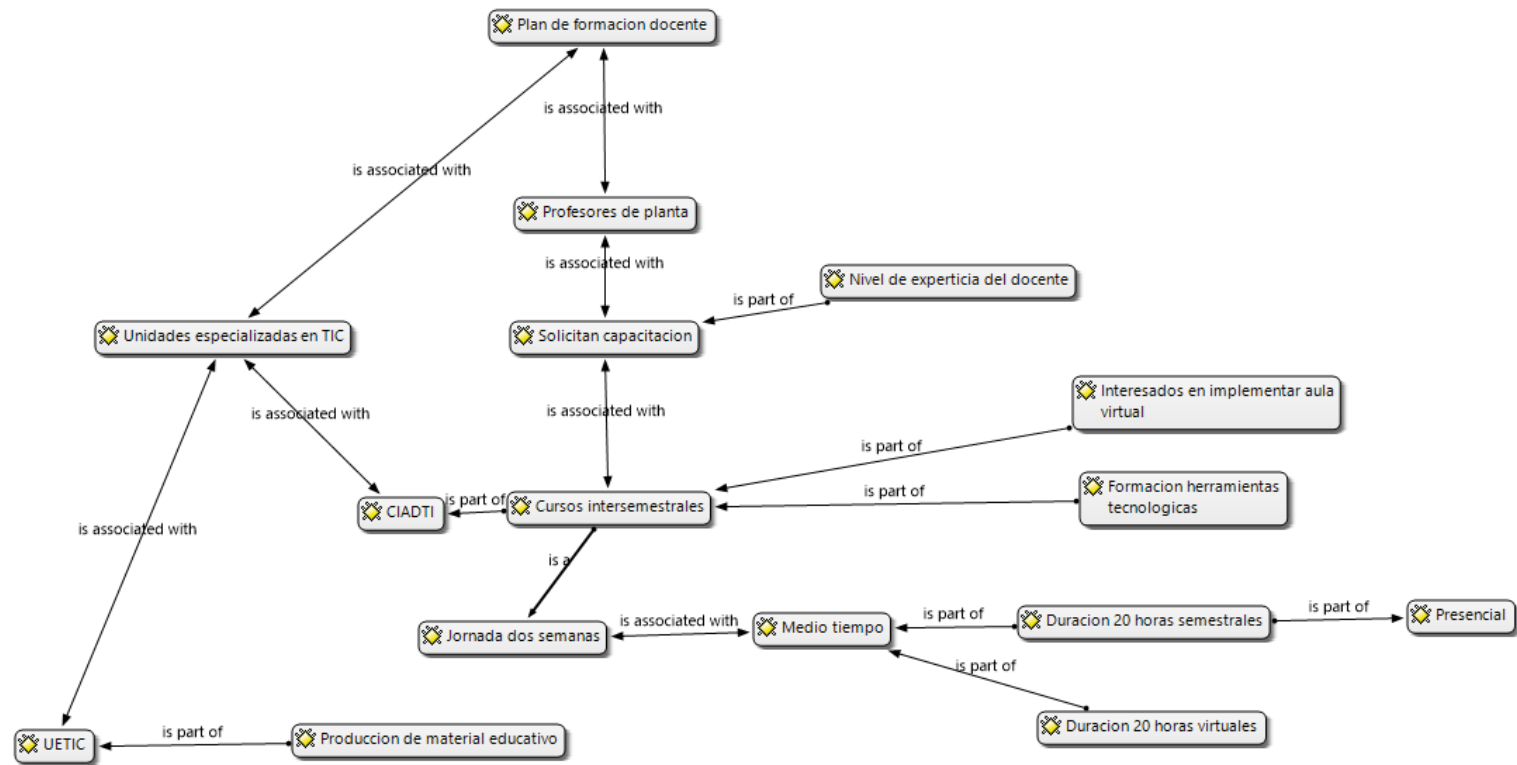 Plan de formacion docente
is associated with
is associated with
Profesores de planta
is associated with
Nivel de experticia del docente
is part of
Unidades especializadas en TIC
Solicitan capacitacion
Interesados en implementar aula
virtual
is associated with
is associated with
is part of
Formacion herramientas
tecnologicas
is part of
is part of
Cursos intersemestrales
CIADTI
is associated with
is a
Jornada dos semanas
is associated with
Medio tiempo
is part of
Duracion 20 horas semestrales
is part of
Presencial
is part of
Duracion 20 horas virtuales
UETIC
is part of
Produccion de material educativo